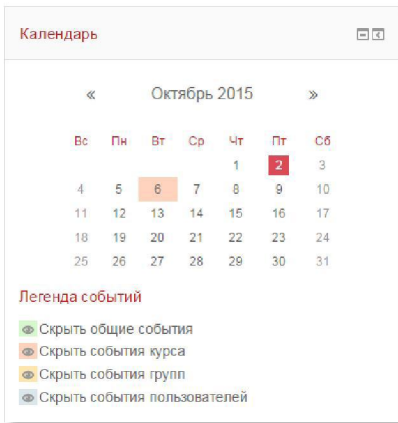 Календарь
« Октябрь 2015 »
Вс Пн Вт Ср Чт Пт Сб
1 2 3
4 5 6 7 8 9 10
11 12 13 14 15 16 17
18 19 20 21 22 23 24
25 26 27 28 29 30 31
Легенда событий
Скрыть общие события
Скрыть события курса
Скрыть события групп
Скрыть события пользователей